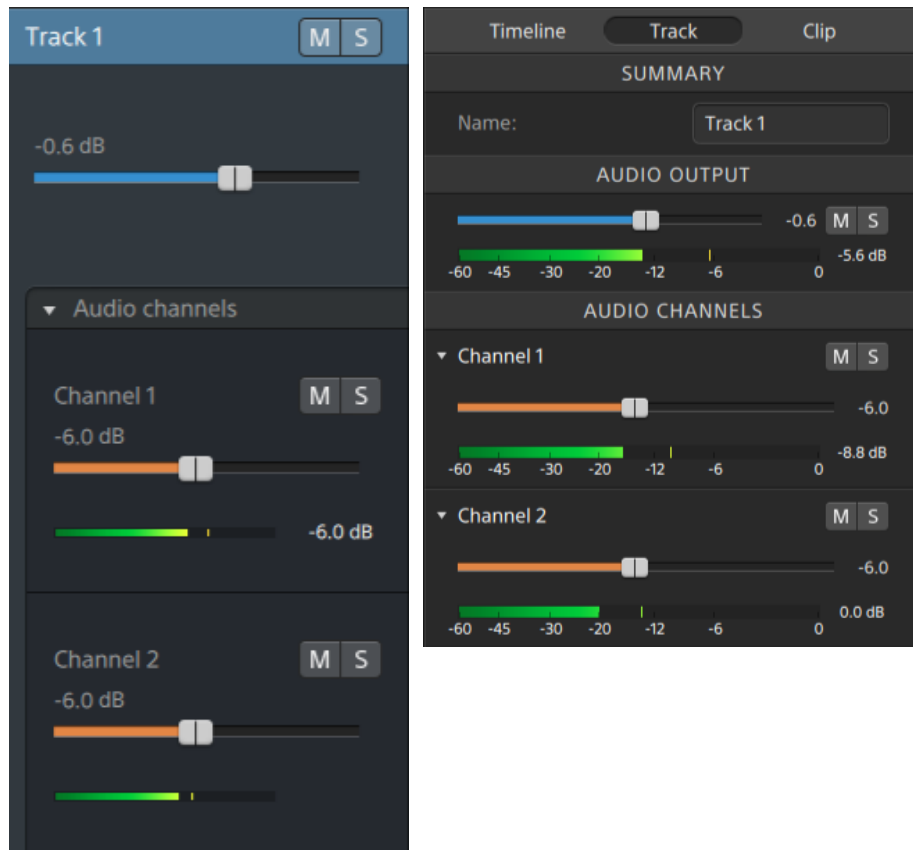 Track 1 M S
-0.6 dB
Audio channels
Channel 1 M S
-6.0 dB
-6.0 dB
Channel 2 M S
-6.0 dB
Timeline Track Clip
SUMMARY
Name: Track 1
AUDIO OUTPUT
-0.6 M S
-5.6 dB
-60 -45 -30 -20 -12 -6 0
AUDIO CHANNELS
Channel 1 M S
-6.0
-8.8 dB
-60 -45 -30 -20 -12 -6 0
Channel 2 M S
-6.0
0.0 dB
-60 -45 -30 -20 -12 -6 0